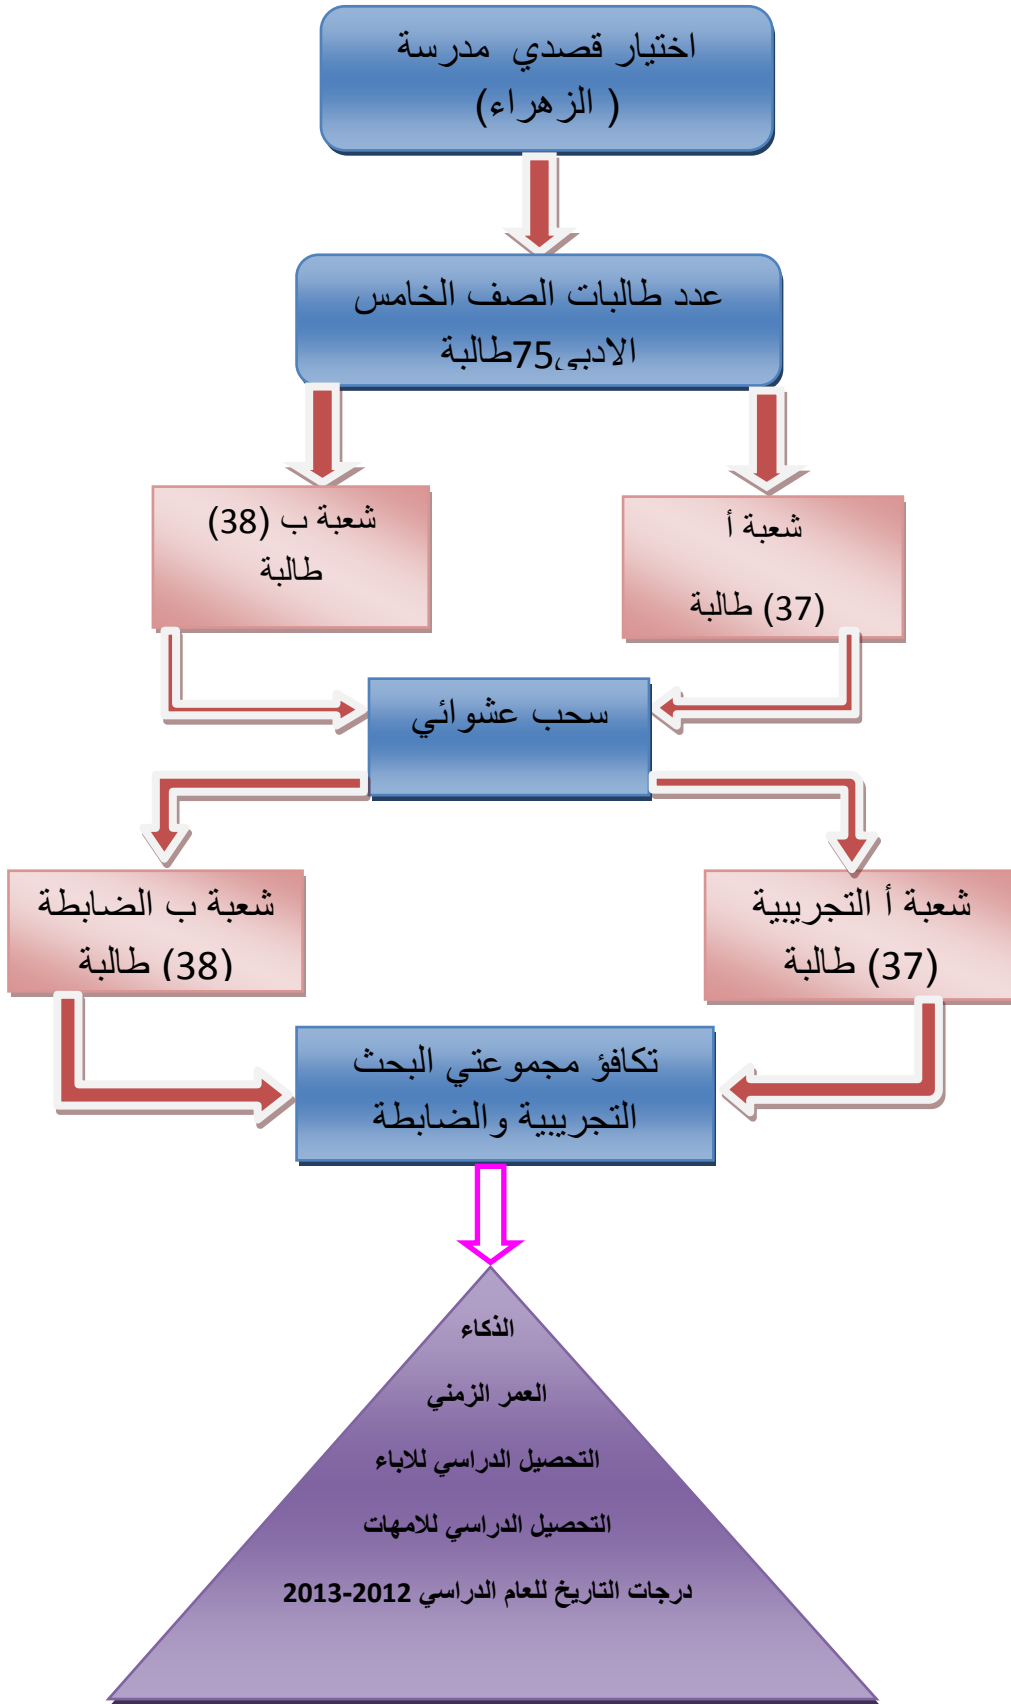 اختيار قصدي مدرسة
( الزهراء)
عدد طالبات الصف الخامس
الادبي75طالبة
شعبة أ
(37) طالبة
شعبة ب (38)
طالبة
سحب عشوائي
شعبة أ التجريبية
(37) طالبة
شعبة ب الضابطة
(38) طالبة
تكافؤ مجموعتي البحث
التجريبية والضابطة
الذكاء
العمر الزمني
التحصيل الدراسي للاباء
التحصيل الدراسي للامهات
درجات التاريخ للعام الدراسي 2012-2013